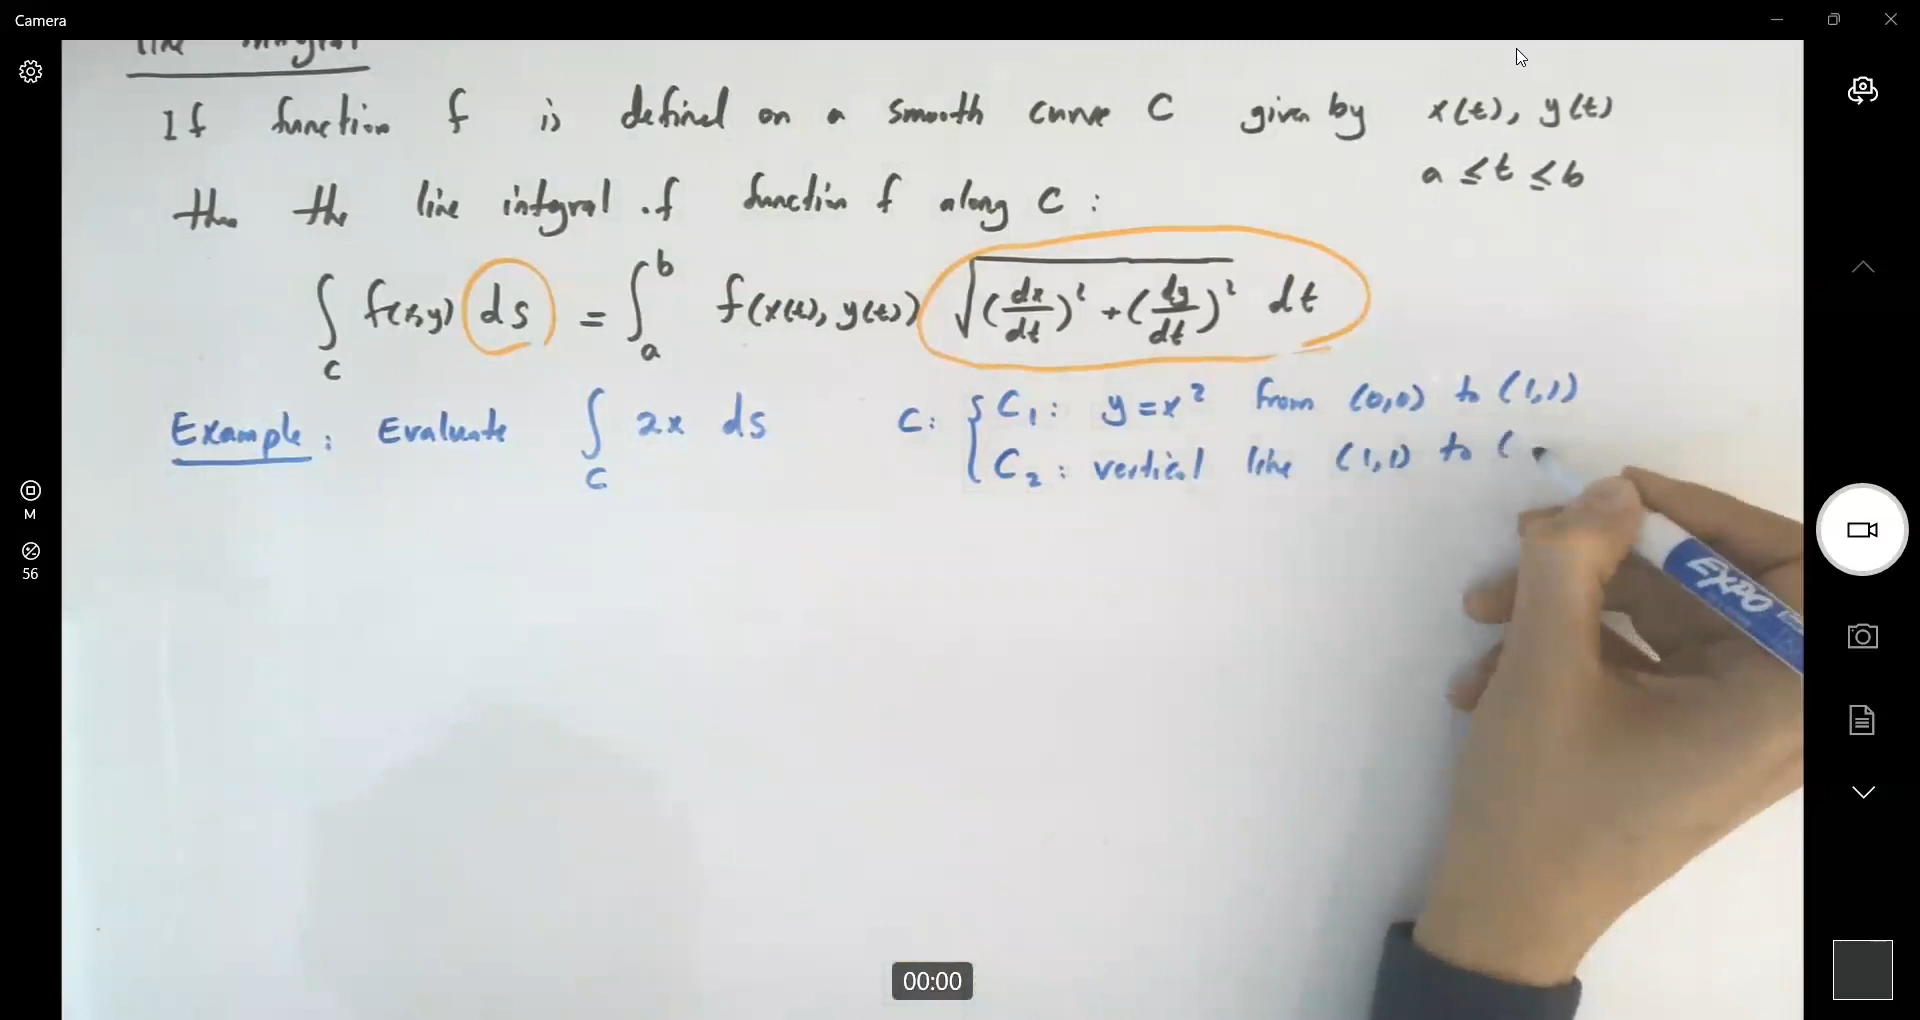 Camera
line integral
If function f is defined on a smooth curve C given by x(t), y(t)
a ≤ t ≤ b
then the line integral of function f along C :
∫_C f(x,y) ds = ∫_a^b f(x(t), y(t)) √((dx/dt)² + (dy/dt)²) dt
Example : Evaluate ∫_C 2x ds C: { C₁ : y = x² from (0,0) to (1,1)
C₂ : vertical line (1,1) to (
M
56
EXPO
00:00